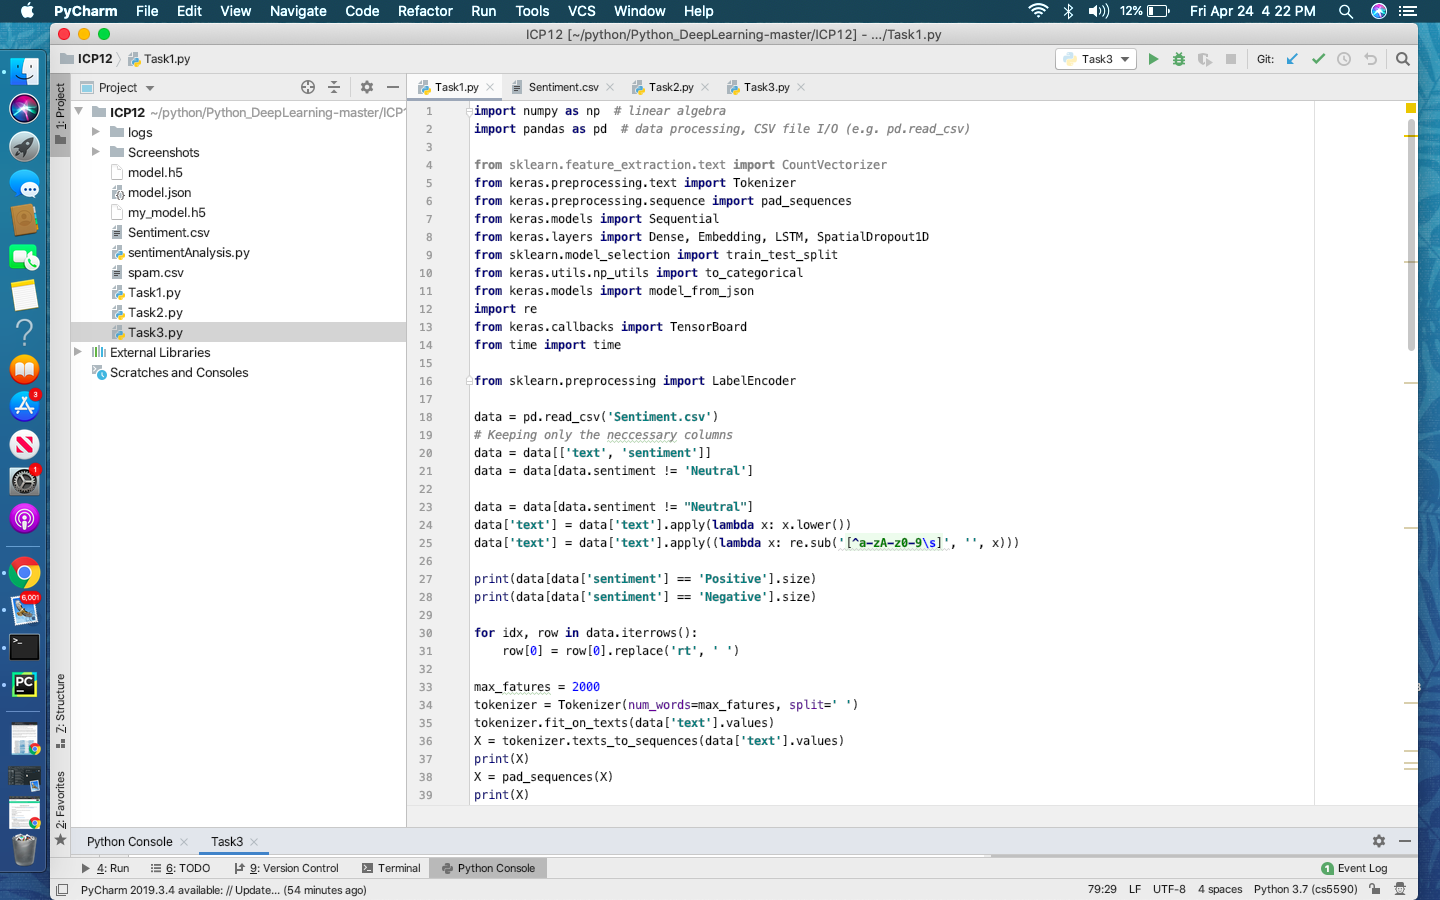 PyCharm File Edit View Navigate Code Refactor Run Tools VCS Window Help 12% Fri Apr 24 4:22 PM
ICP12 [~/python/Python_DeepLearning-master/ICP12] - .../Task1.py
ICP12 Task1.py Task3 Git:
Project Task1.py Sentiment.csv Task2.py Task3.py
1: Project
ICP12 ~/python/Python_DeepLearning-master/ICP
logs
Screenshots
model.h5
model.json
my_model.h5
Sentiment.csv
sentimentAnalysis.py
spam.csv
Task1.py
Task2.py
Task3.py
External Libraries
Scratches and Consoles
3
1
6,001
PC
Z: Structure
2: Favorites
1 import numpy as np # linear algebra
2 import pandas as pd # data processing, CSV file I/O (e.g. pd.read_csv)
3
4 from sklearn.feature_extraction.text import CountVectorizer
5 from keras.preprocessing.text import Tokenizer
6 from keras.preprocessing.sequence import pad_sequences
7 from keras.models import Sequential
8 from keras.layers import Dense, Embedding, LSTM, SpatialDropout1D
9 from sklearn.model_selection import train_test_split
10 from keras.utils.np_utils import to_categorical
11 from keras.models import model_from_json
12 import re
13 from keras.callbacks import TensorBoard
14 from time import time
15
16 from sklearn.preprocessing import LabelEncoder
17
18 data = pd.read_csv('Sentiment.csv')
19 # Keeping only the neccessary columns
20 data = data[['text', 'sentiment']]
21 data = data[data.sentiment != 'Neutral']
22
23 data = data[data.sentiment != "Neutral"]
24 data['text'] = data['text'].apply(lambda x: x.lower())
25 data['text'] = data['text'].apply((lambda x: re.sub('[^a-zA-z0-9\s]', '', x)))
26
27 print(data[data['sentiment'] == 'Positive'].size)
28 print(data[data['sentiment'] == 'Negative'].size)
29
30 for idx, row in data.iterrows():
31 row[0] = row[0].replace('rt', ' ')
32
33 max_fatures = 2000
34 tokenizer = Tokenizer(num_words=max_fatures, split=' ')
35 tokenizer.fit_on_texts(data['text'].values)
36 X = tokenizer.texts_to_sequences(data['text'].values)
37 print(X)
38 X = pad_sequences(X)
39 print(X)
Python Console Task3
4: Run 6: TODO 9: Version Control Terminal Python Console 1 Event Log
PyCharm 2019.3.4 available: // Update... (54 minutes ago) 79:29 LF UTF-8 4 spaces Python 3.7 (cs5590)